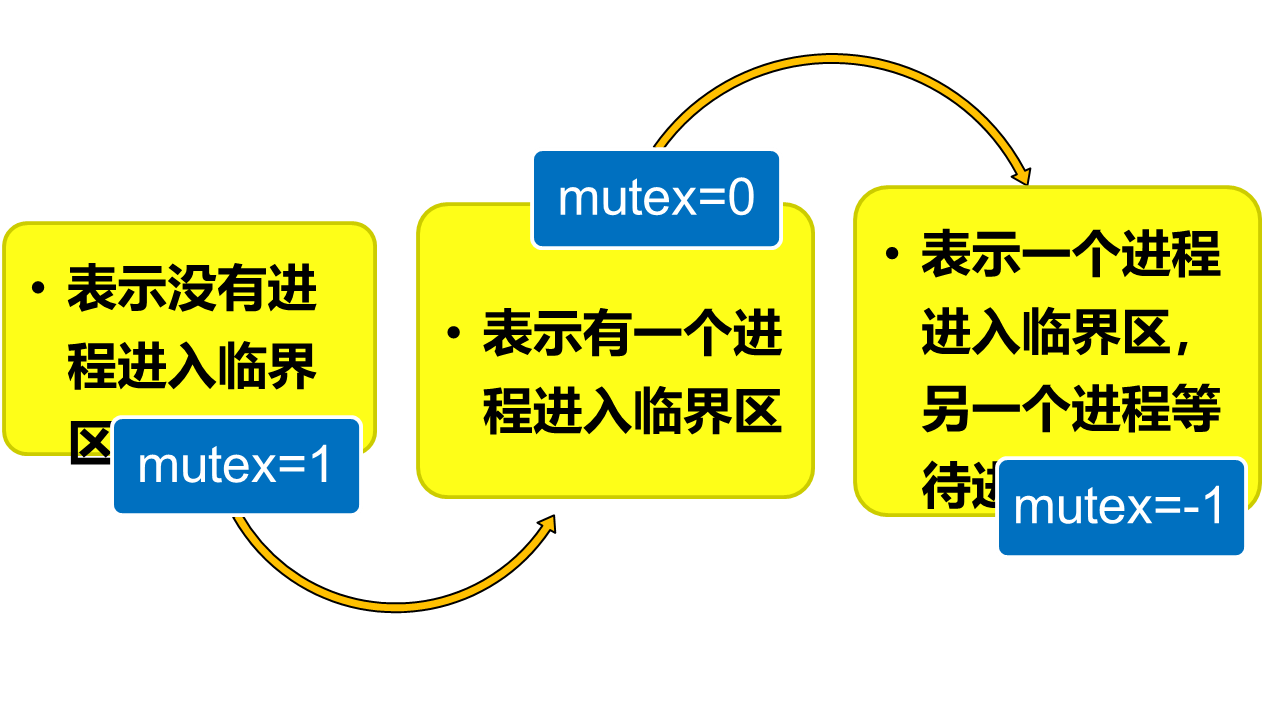 • 表示没有进
程进入临界
区
mutex=1
mutex=0
• 表示有一个进
程进入临界区
• 表示一个进程
进入临界区，
另一个进程等
待进
mutex=-1